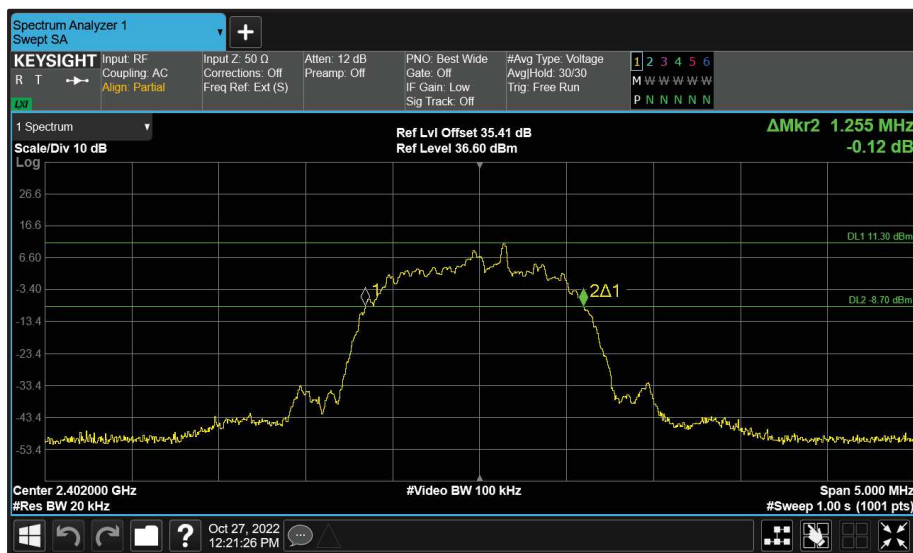 Spectrum Analyzer 1
Swept SA
+
KEYSIGHT
R T
LXI
Input: RF
Coupling: AC
Align: Partial
Input Z: 50 Ω
Corrections: Off
Freq Ref: Ext (S)
Atten: 12 dB
Preamp: Off
PNO: Best Wide
Gate: Off
IF Gain: Low
Sig Track: Off
#Avg Type: Voltage
Avg|Hold: 30/30
Trig: Free Run
1 2 3 4 5 6
M W W W W W
P N N N N N
1 Spectrum
Scale/Div 10 dB
Log
Ref Lvl Offset 35.41 dB
Ref Level 36.60 dBm
ΔMkr2 1.255 MHz
-0.12 dB
26.6
16.6
6.60
-3.40
-13.4
-23.4
-33.4
-43.4
-53.4
DL1 11.30 dBm
1
2Δ1
DL2 -8.70 dBm
Center 2.402000 GHz
#Res BW 20 kHz
#Video BW 100 kHz
Span 5.000 MHz
#Sweep 1.00 s (1001 pts)
?
Oct 27, 2022
12:21:26 PM